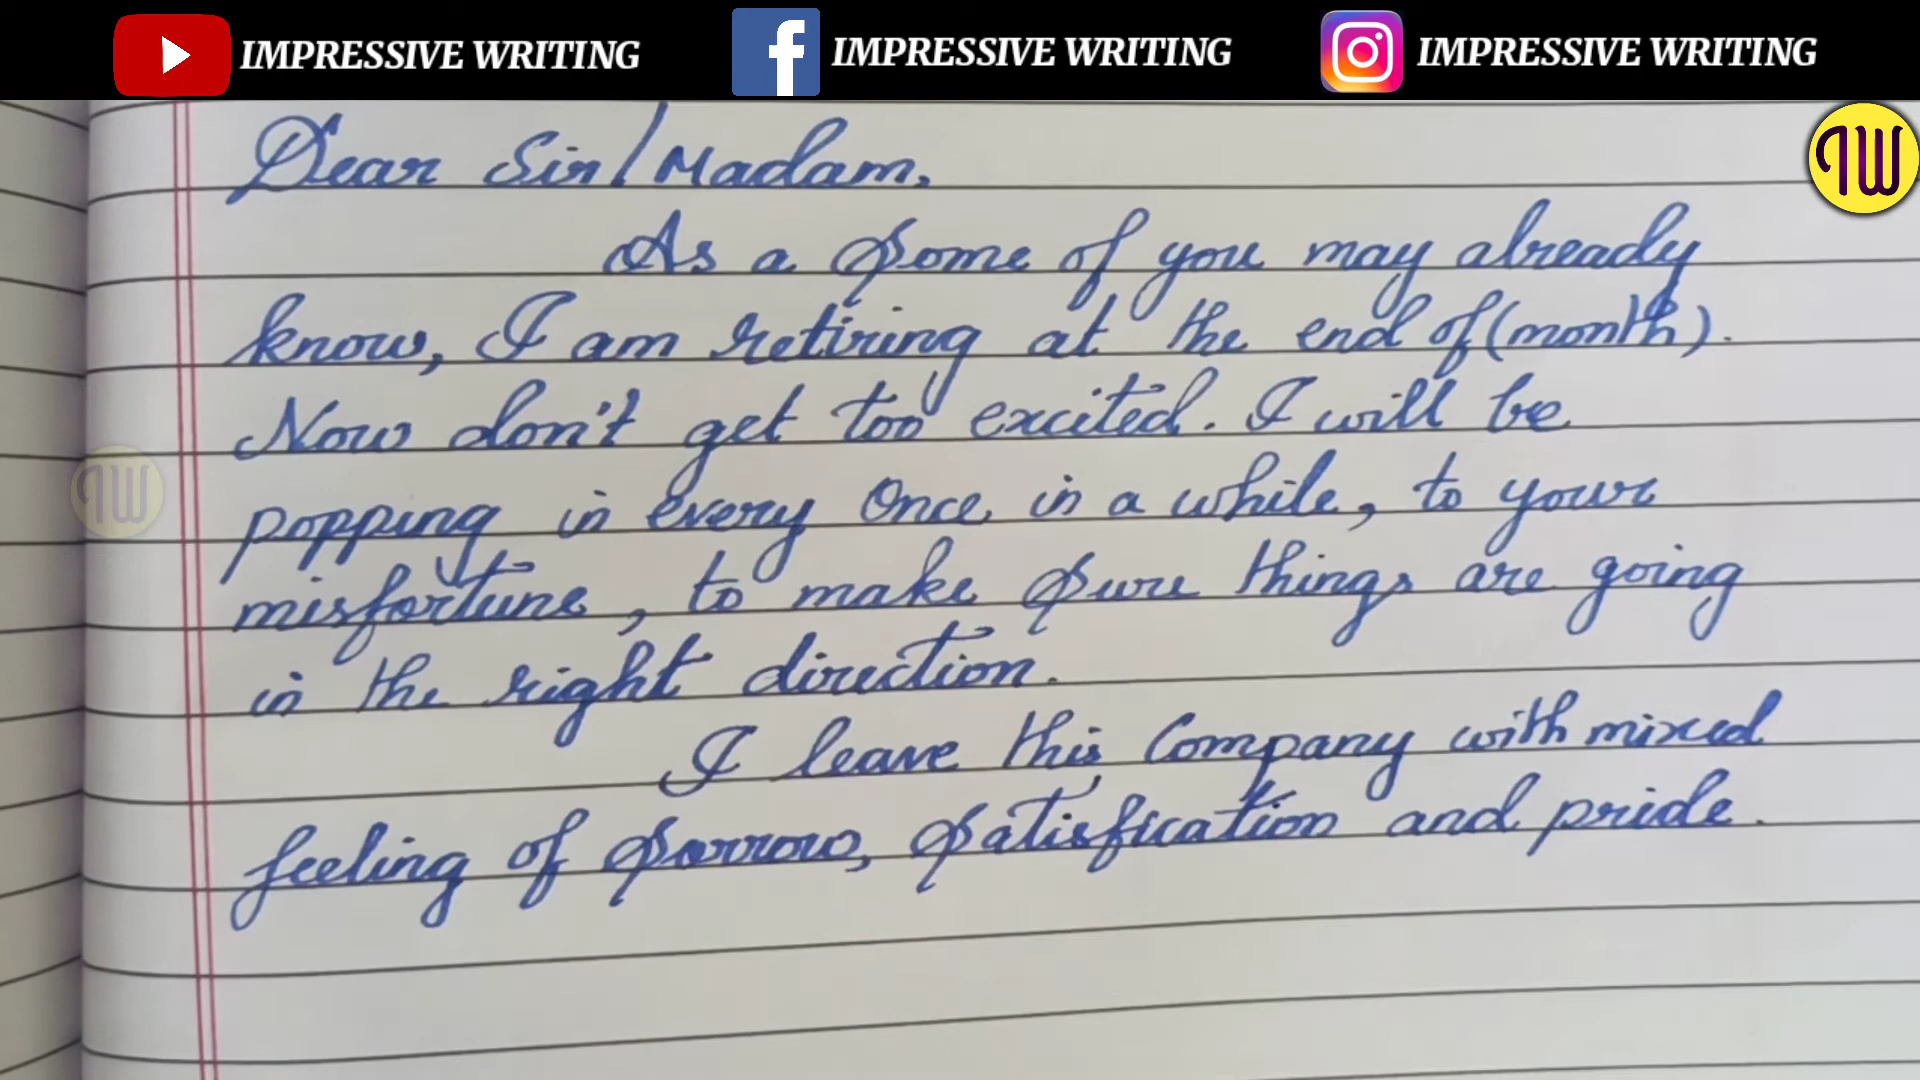 IMPRESSIVE WRITING IMPRESSIVE WRITING IMPRESSIVE WRITING
IW
Dear Sir/Madam,
As a some of you may already
know, I am retiring at the end of (month).
Now don't get too excited. I will be
popping in every once in a while, to your
IW
misfortune, to make sure things are going
in the right direction.
I leave this Company with mixed
feeling of sorrow, satisfication and pride.